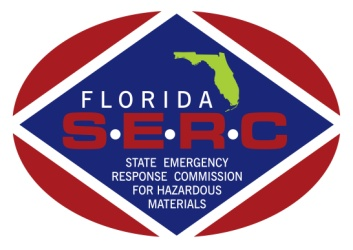 FLORIDA
S•E•R•C
STATE EMERGENCY
RESPONSE COMMISSION
FOR HAZARDOUS
MATERIALS